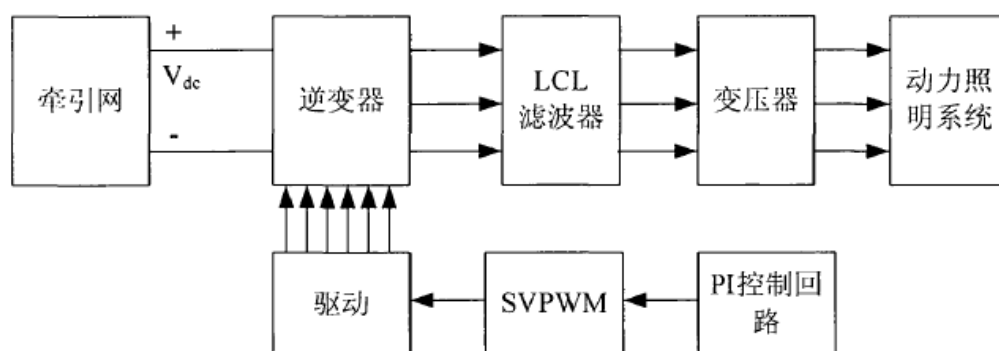 牵引网
+
V_dc
-
逆变器
LCL
滤波器
变压器
动力照
明系统
驱动
SVPWM
PI控制回
路